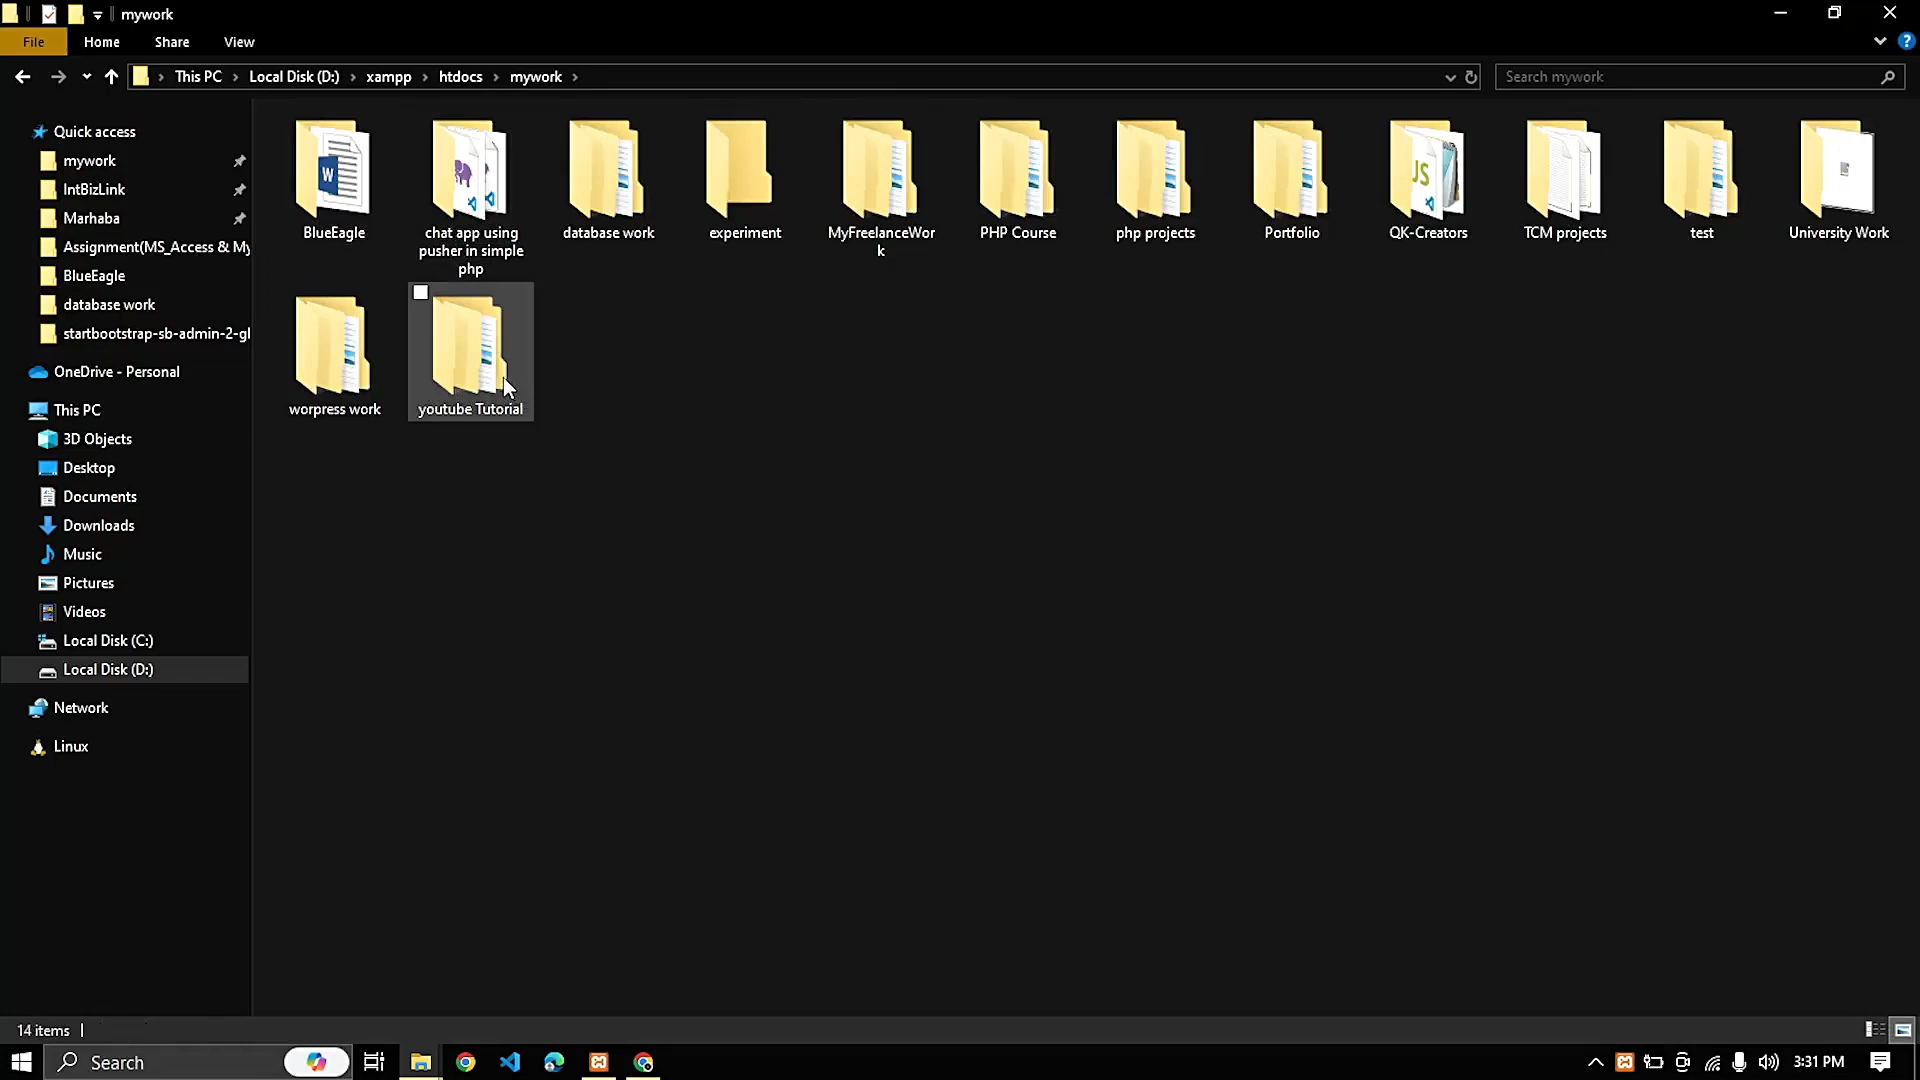 mywork
File Home Share View
This PC Local Disk (D:) xampp htdocs mywork
Search mywork
Quick access
mywork
IntBizLink
Marhaba
Assignment(MS_Access & My
BlueEagle
database work
startbootstrap-sb-admin-2-gl
OneDrive - Personal
This PC
3D Objects
Desktop
Documents
Downloads
Music
Pictures
Videos
Local Disk (C:)
Local Disk (D:)
Network
Linux
BlueEagle
chat app using
pusher in simple
php
database work
experiment
MyFreelanceWor
k
PHP Course
php projects
Portfolio
JS
QK-Creators
TCM projects
test
University Work
W
worpress work
youtube Tutorial
14 items
Search
3:31 PM